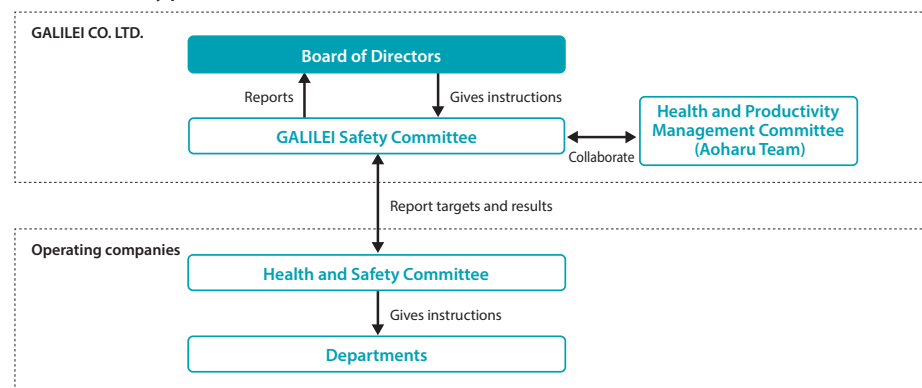 GALILEI CO. LTD.
Board of Directors
Reports
Gives instructions
GALILEI Safety Committee
Collaborate
Health and Productivity
Management Committee
(Aoharu Team)
Report targets and results
Operating companies
Health and Safety Committee
Gives instructions
Departments